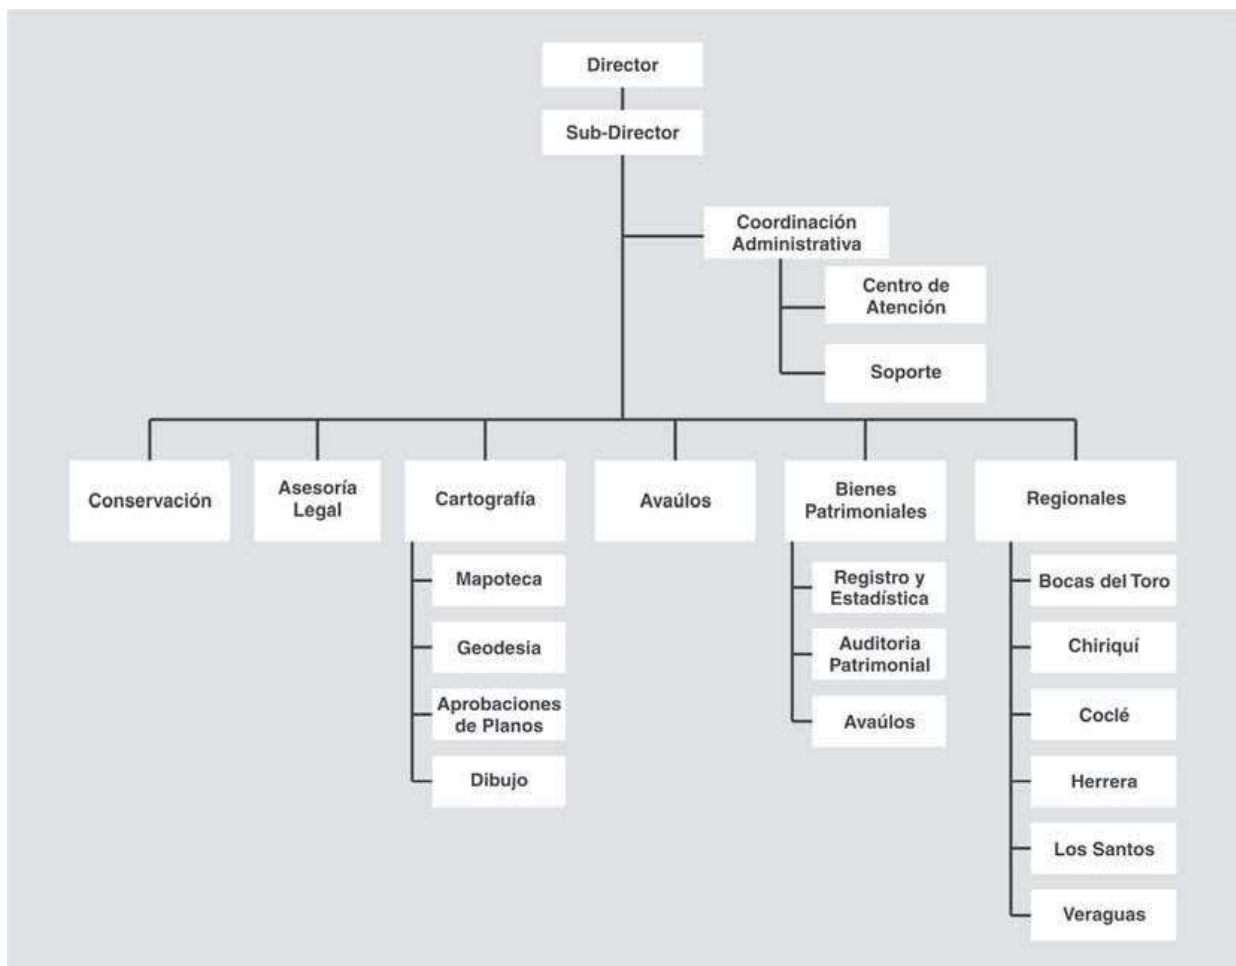 Director
Sub-Director
Coordinación
Administrativa
Centro de
Atención
Soporte
Conservación
Asesoría
Legal
Cartografía
Avaúlos
Bienes
Patrimoniales
Regionales
Mapoteca
Geodesia
Aprobaciones
de Planos
Dibujo
Registro y
Estadística
Auditoria
Patrimonial
Avaúlos
Bocas del Toro
Chiriquí
Coclé
Herrera
Los Santos
Veraguas